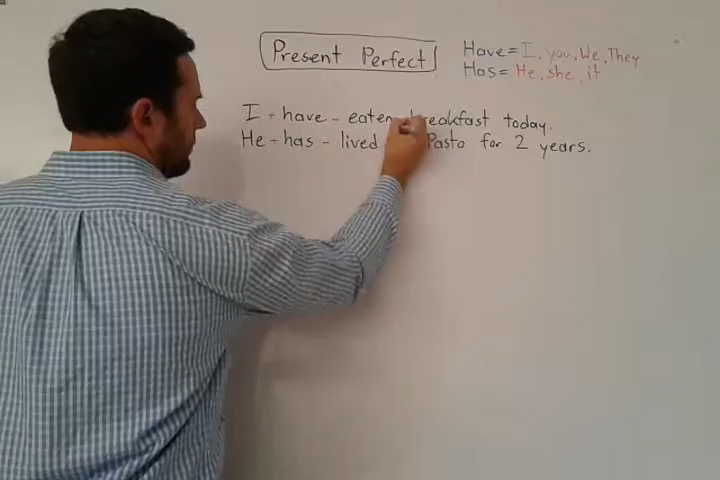 Present Perfect
Have = I, you, We, They
Has = He, she, it
I - have - eaten breakfast today.
He - has - lived Pasto for 2 years.